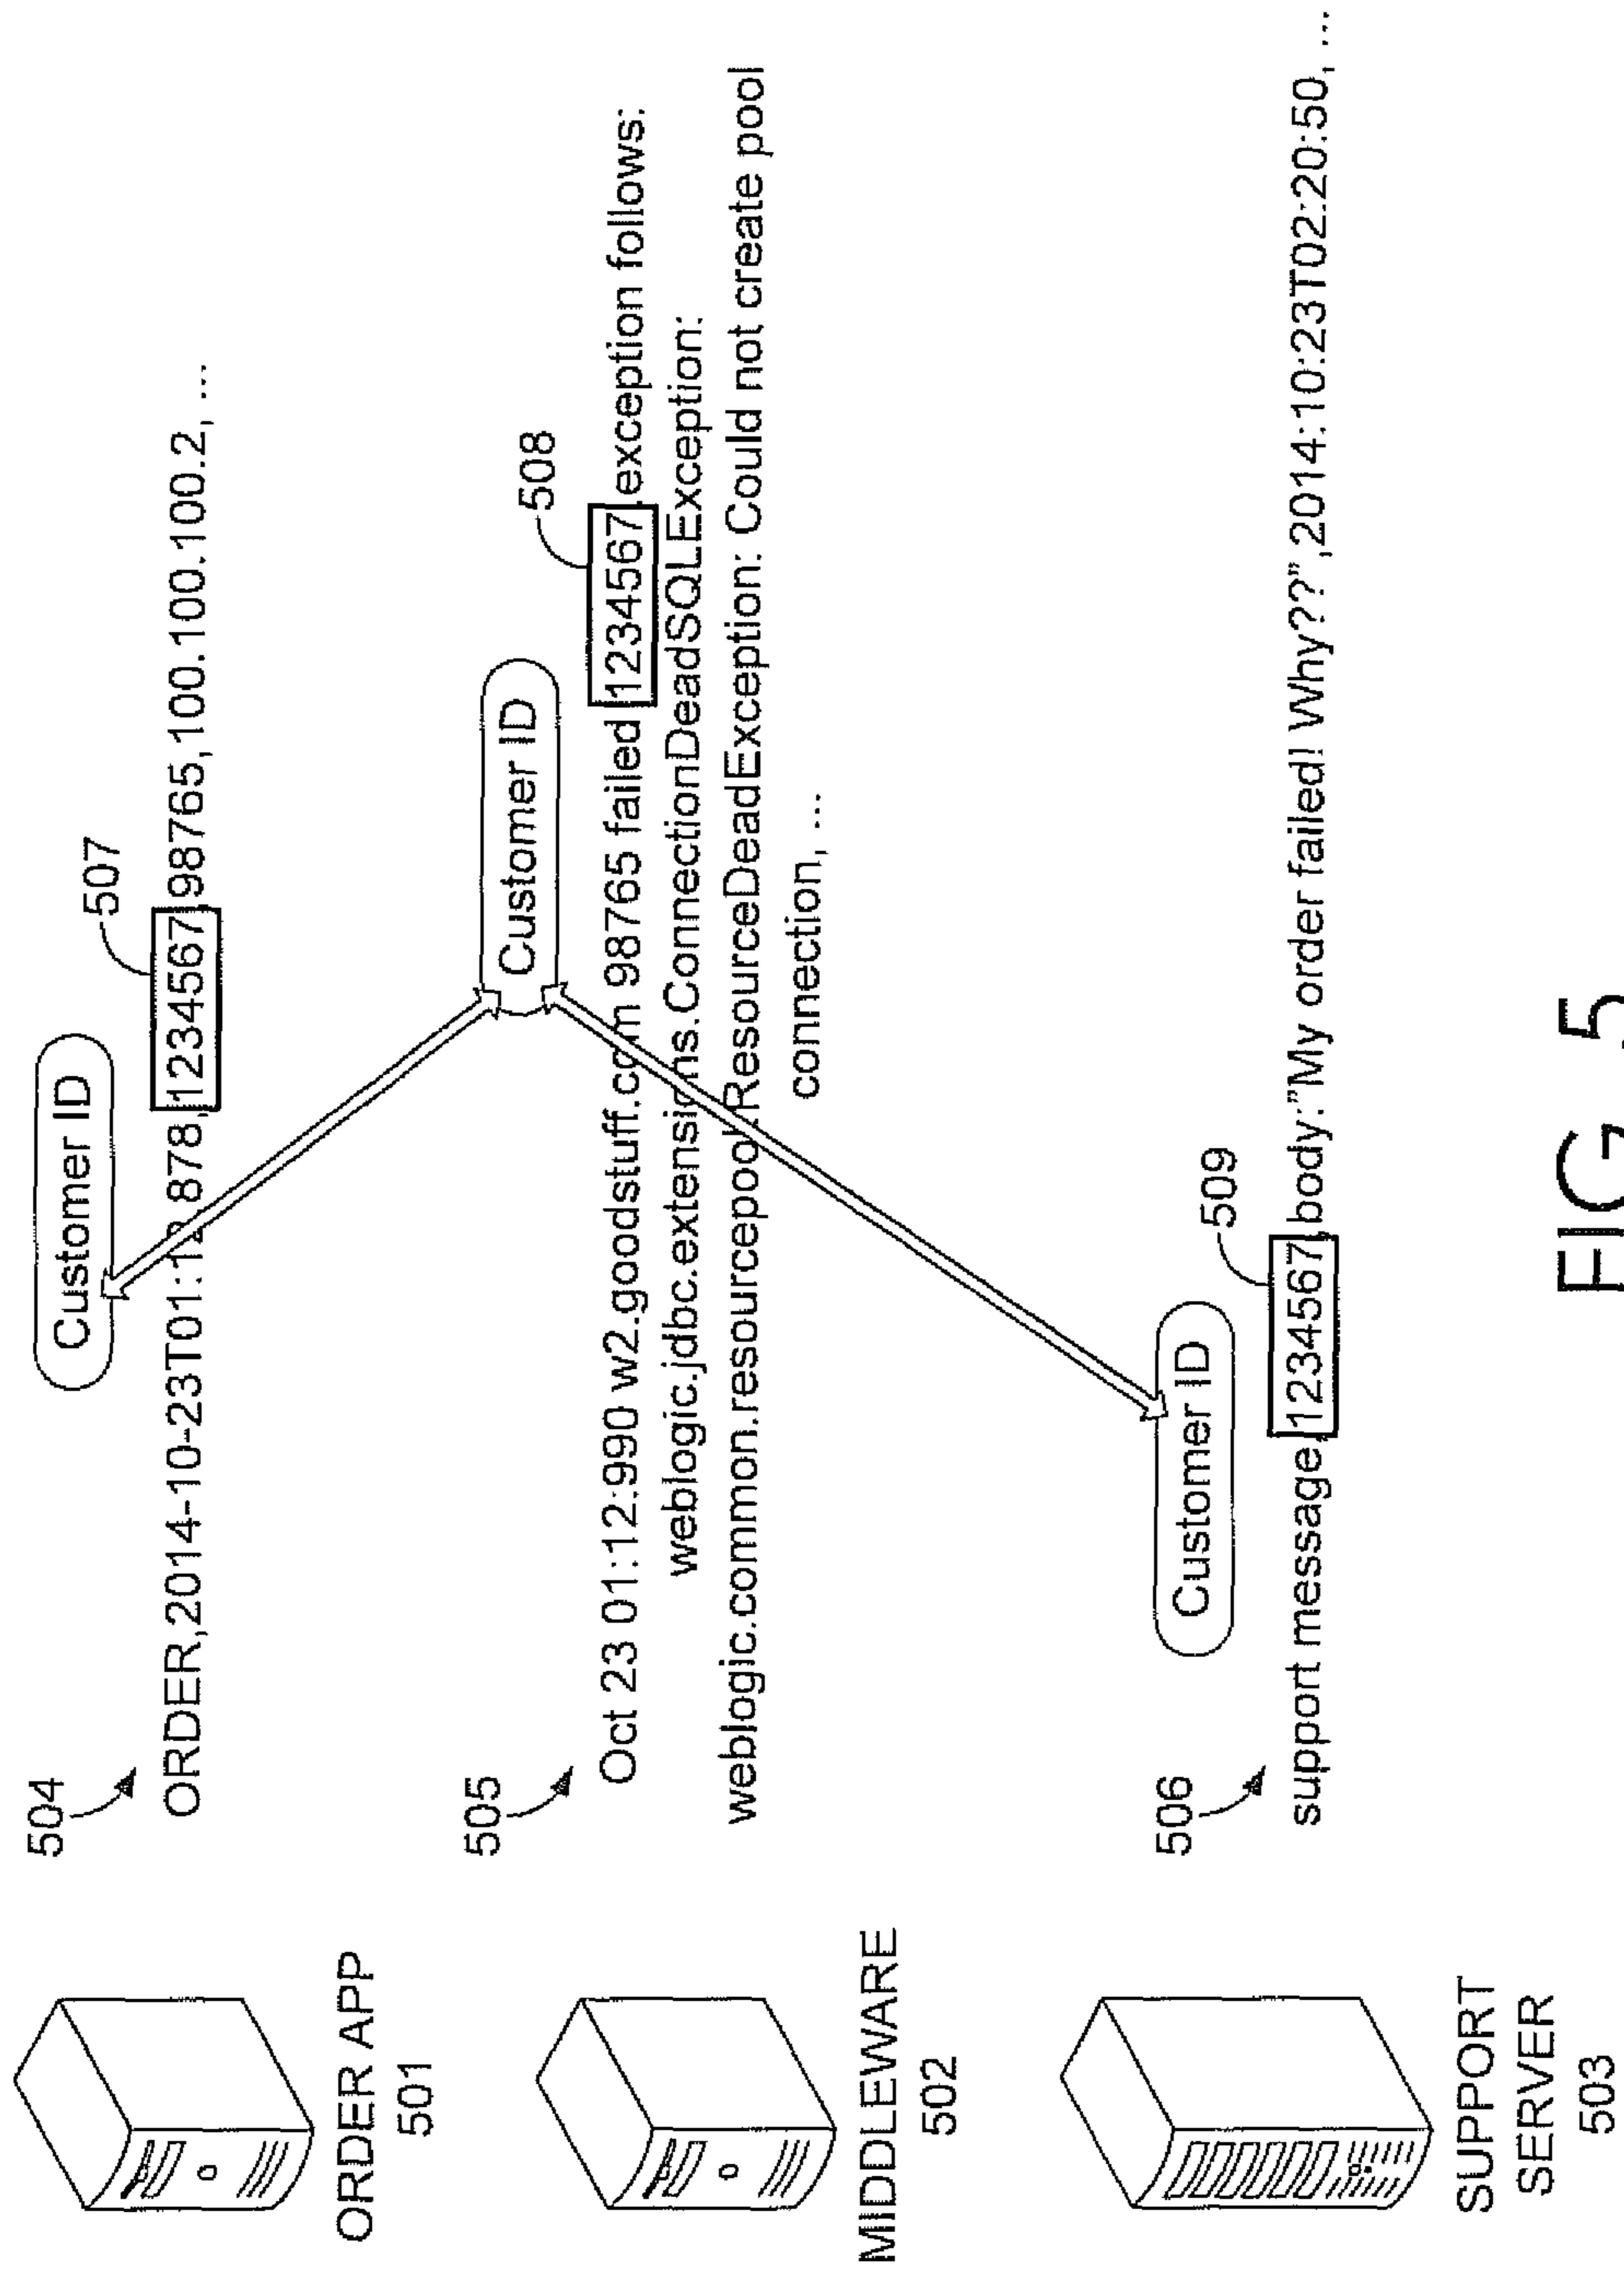 504
Customer ID
507
ORDER,2014-10-23T01:12 878,1234567,98765,100.100.100.2, ...
ORDER APP
501
505
Customer ID
508
Oct 23 01:12:990 w2.goodstuff.com 98765 failed 1234567,exception follows:
weblogic.jdbc.extensions.ConnectionDeadSQLException:
weblogic.common.resourcepool.ResourceDeadException: Could not create pool
connection, ...
MIDDLEWARE
502
506
Customer ID
509
support message,1234567,body:"My order failed! Why??",2014:10:23T02:20:50, ...
SUPPORT
SERVER
503
FIG. 5